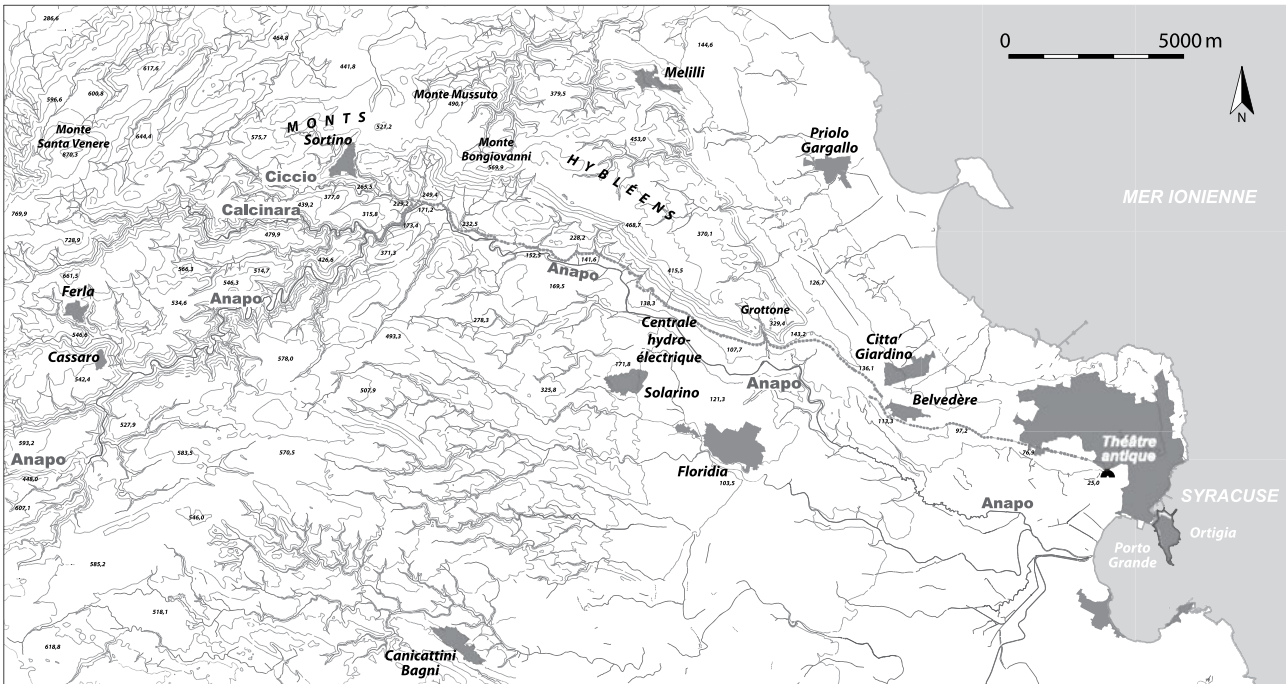 286,6
464,8
144,6
0 5000 m
617,6
441,8
Melilli
600,8
596,6
379,5
Monte Mussuto
490,1
N
MONTS
521,2
Monte
Santa Venere
870,3
644,4
575,7
Sortino
453,0
Priolo
Gargallo
Monte
Bongiovanni
569,9
HYBLÉENS
Ciccio
265,5
377,0
249,4
MER IONIENNE
439,2
229,2
171,2
Calcinara
769,9
315,8
173,4
232,5
468,7
370,1
728,9
479,9
228,2
426,6
371,3
152,5
141,6
661,5
566,3
514,7
546,3
Anapo
415,5
126,7
Ferla
534,6
Anapo
169,5
138,3
546,6
278,3
Grottone
329,4
Centrale
hydro-
électrique
143,2
Citta'
Giardino
493,3
107,7
Cassaro
542,4
578,0
171,8
136,1
Anapo
507,9
325,8
Solarino
121,3
Belvedère
527,9
113,3
97,2
593,2
583,5
570,5
Théâtre
antique
76,9
Anapo
Floridia
448,0
103,5
25,0
607,1
SYRACUSE
Anapo
546,0
Ortigia
Porto
Grande
585,2
518,1
618,8
Canicattini
Bagni